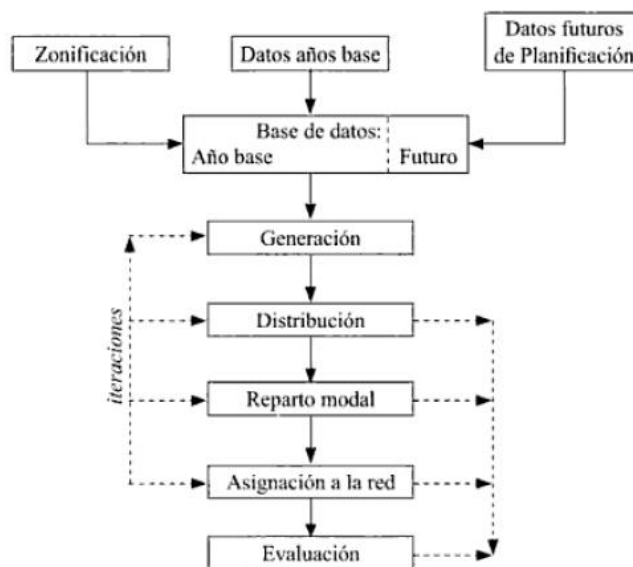 Zonificación
Datos años base
Datos futuros
de Planificación
Base de datos:
Año base
Futuro
Generación
iteraciones
Distribución
Reparto modal
Asignación a la red
Evaluación